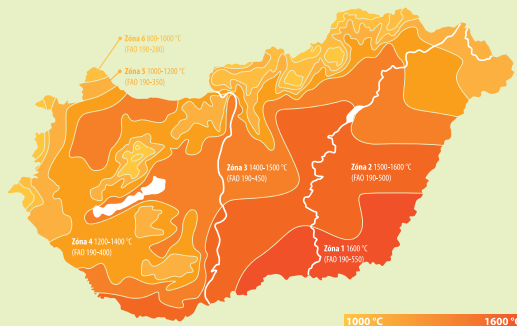 Zóna 6 800-1000 °C
(FAO 190-280)
Zóna 5 1000-1200 °C
(FAO 190-350)
Zóna 3 1400-1500 °C
(FAO 190-450)
Zóna 2 1500-1600 °C
(FAO 190-500)
Zóna 4 1200-1400 °C
(FAO 190-400)
Zóna 1 1600 °C
(FAO 190-550)
1000 °C 1600 °C